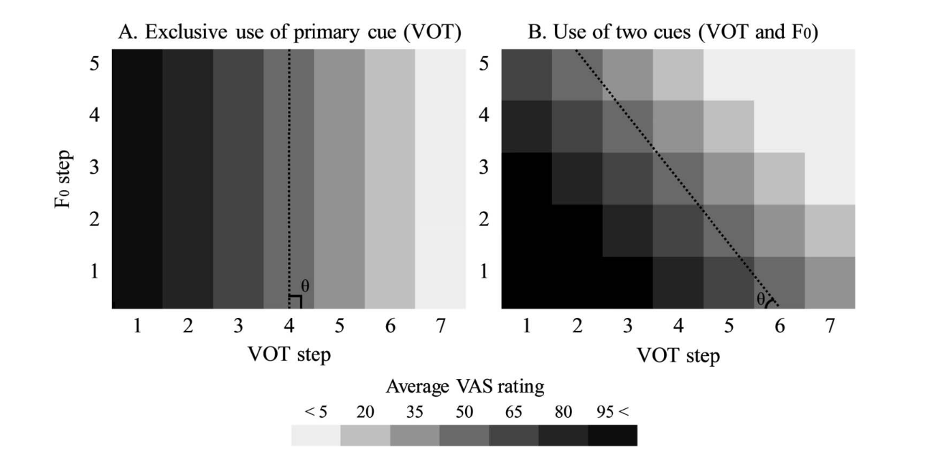 A. Exclusive use of primary cue (VOT)
B. Use of two cues (VOT and F0)
F0 step
5
4
3
2
1
θ
1 2 3 4 5 6 7
VOT step
5
4
3
2
1
θ
1 2 3 4 5 6 7
VOT step
Average VAS rating
< 5 20 35 50 65 80 95 <